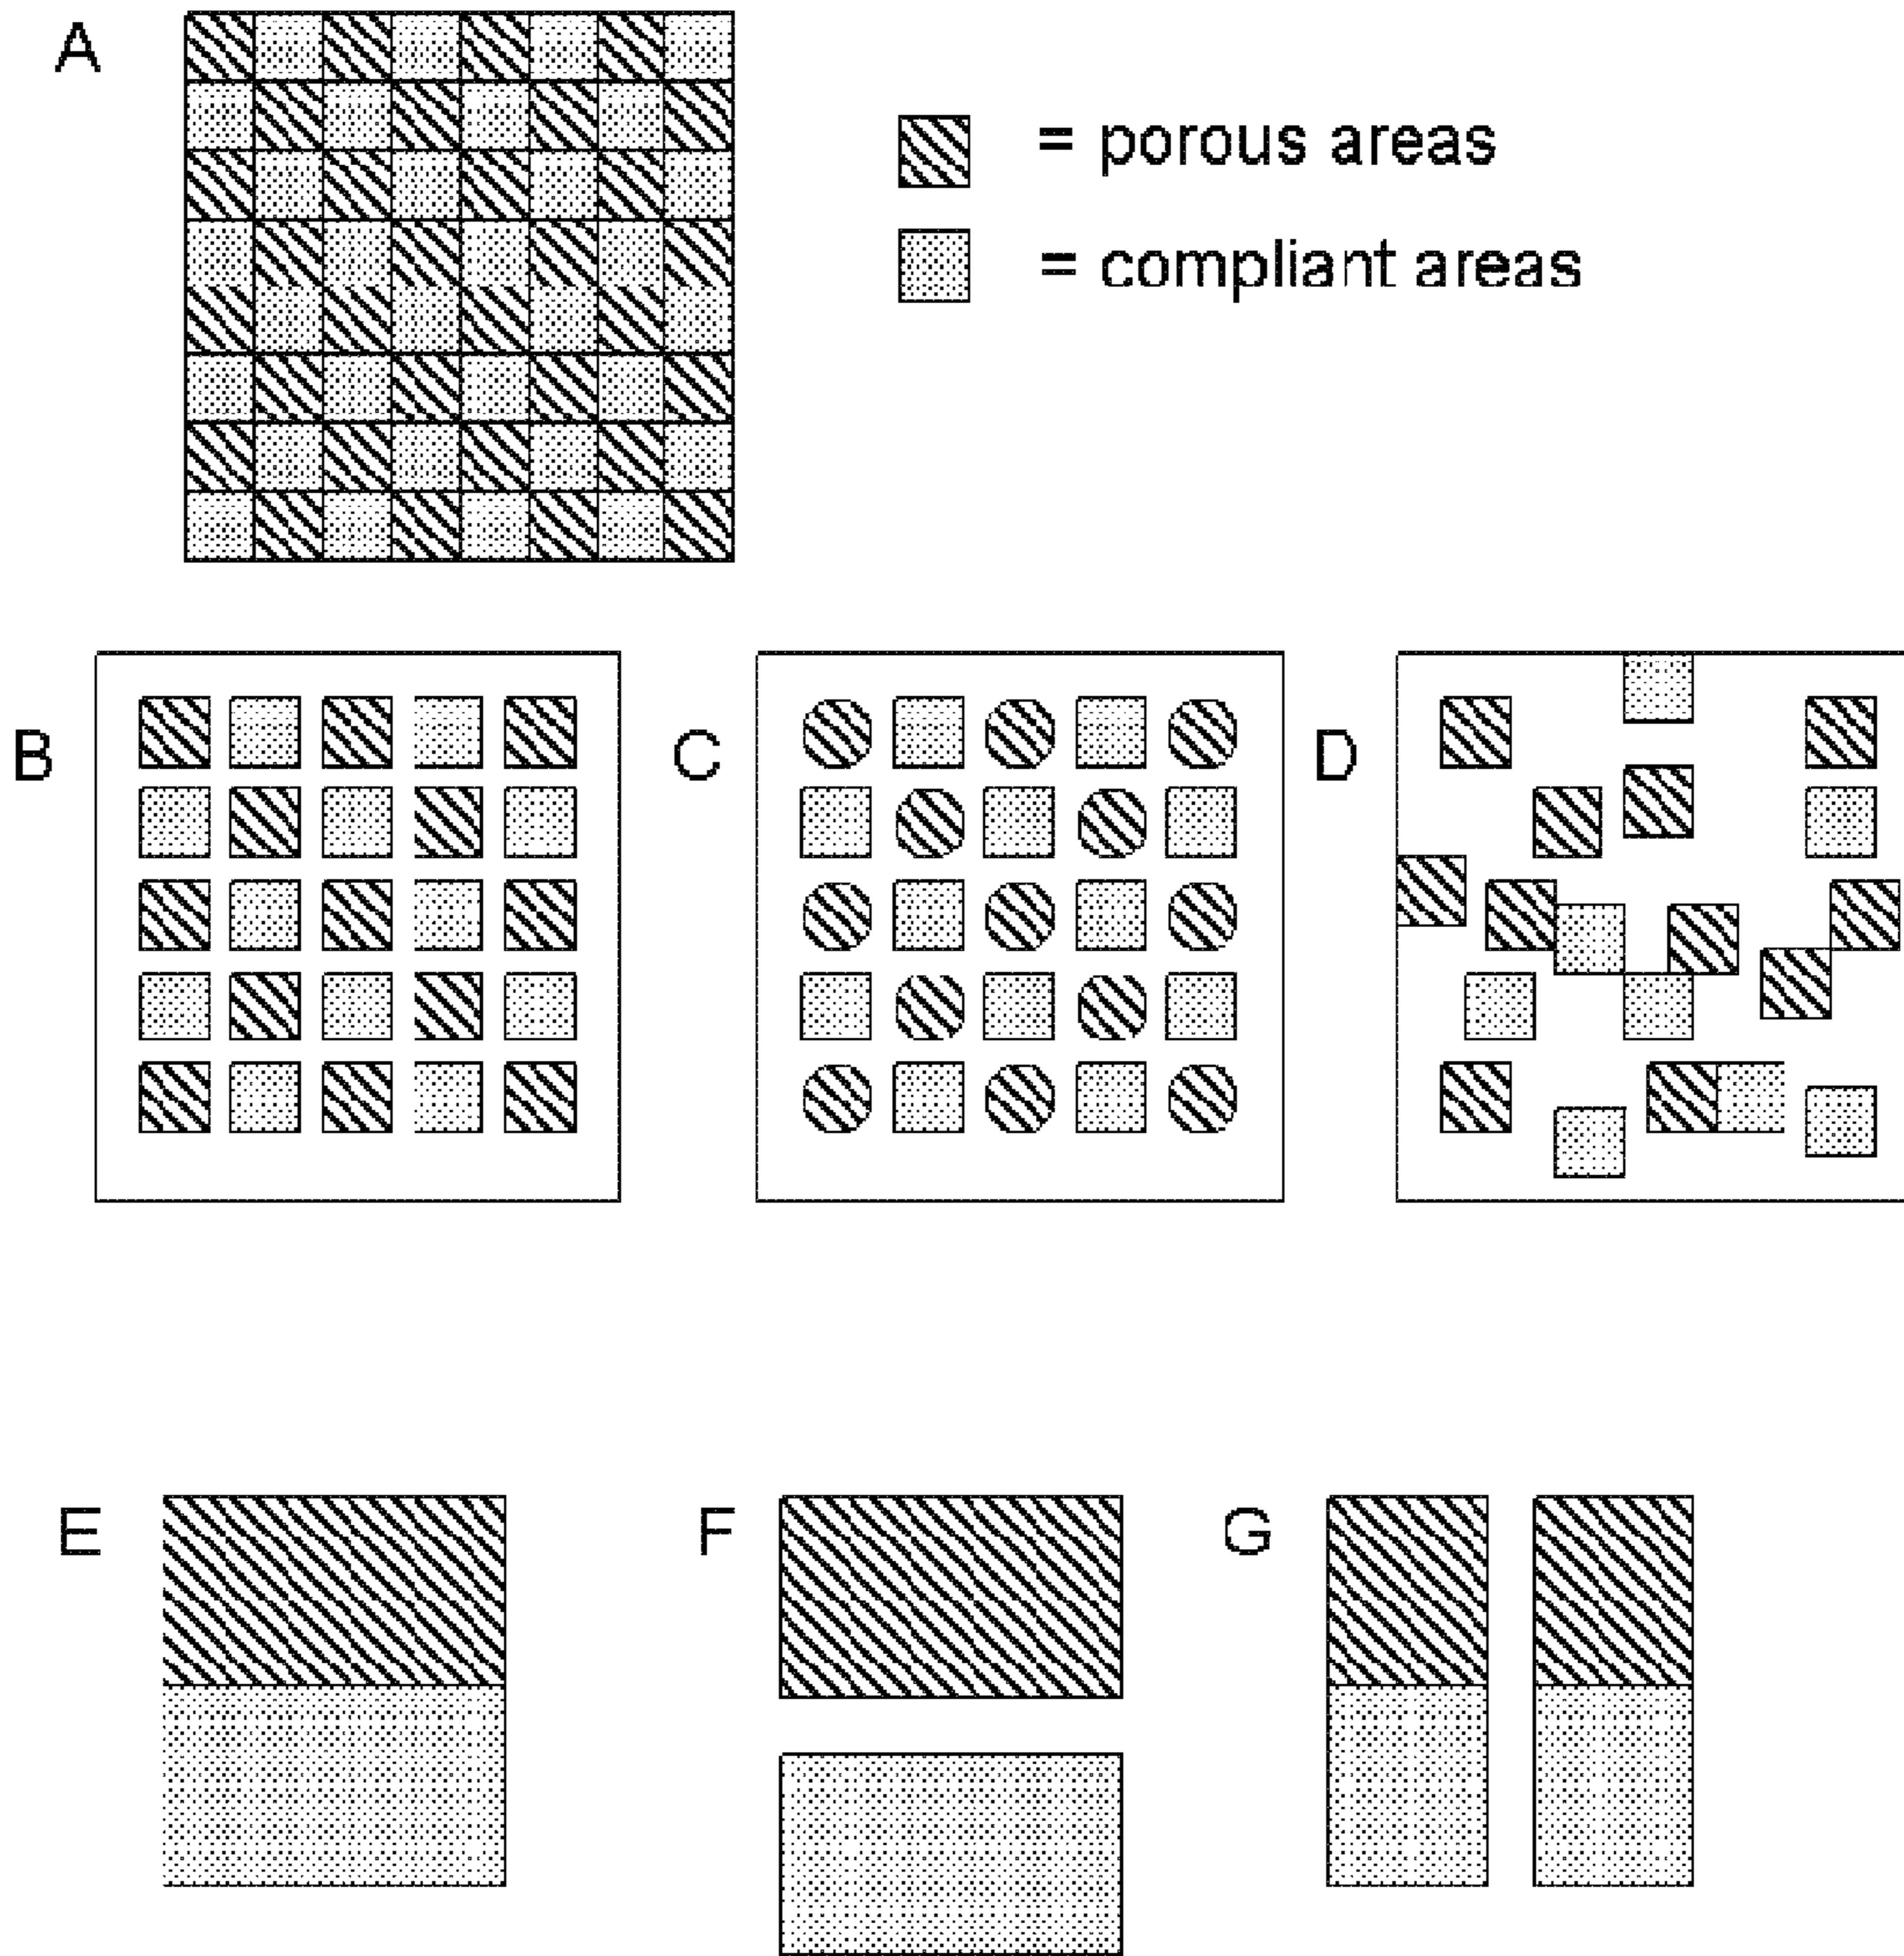 A
= porous areas
= compliant areas
B
C
D
E
F
G